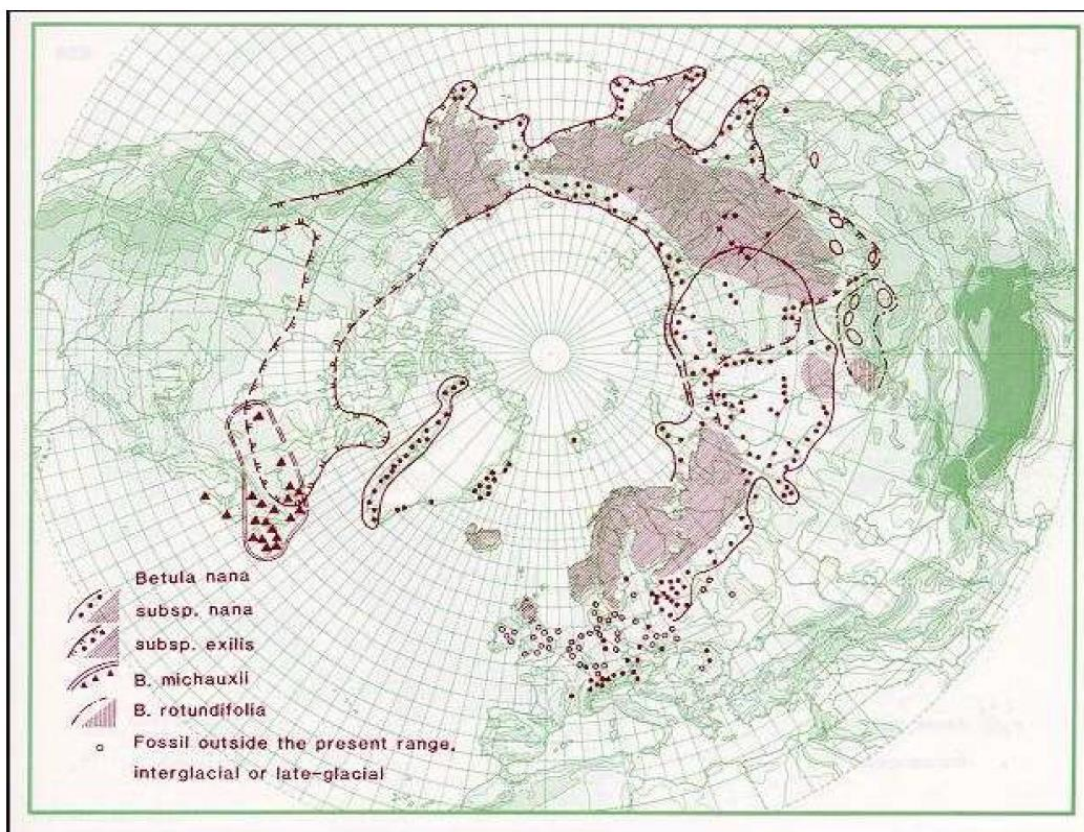 Betula nana
subsp. nana
subsp. exilis
B. michauxii
B. rotundifolia
Fossil outside the present range,
interglacial or late-glacial